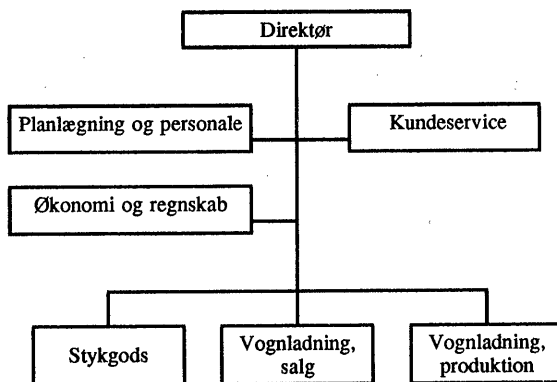 Direktør
Planlægning og personale
Kundeservice
Økonomi og regnskab
Stykgods
Vognladning,
salg
Vognladning,
produktion